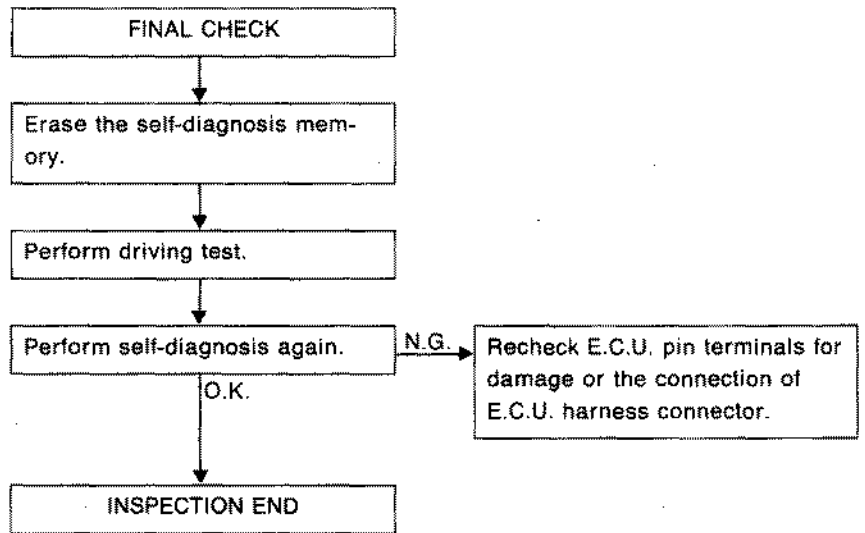 FINAL CHECK
Erase the self-diagnosis mem-
ory.
Perform driving test.
Perform self-diagnosis again.
N.G.
Recheck E.C.U. pin terminals for
damage or the connection of
E.C.U. harness connector.
O.K.
INSPECTION END